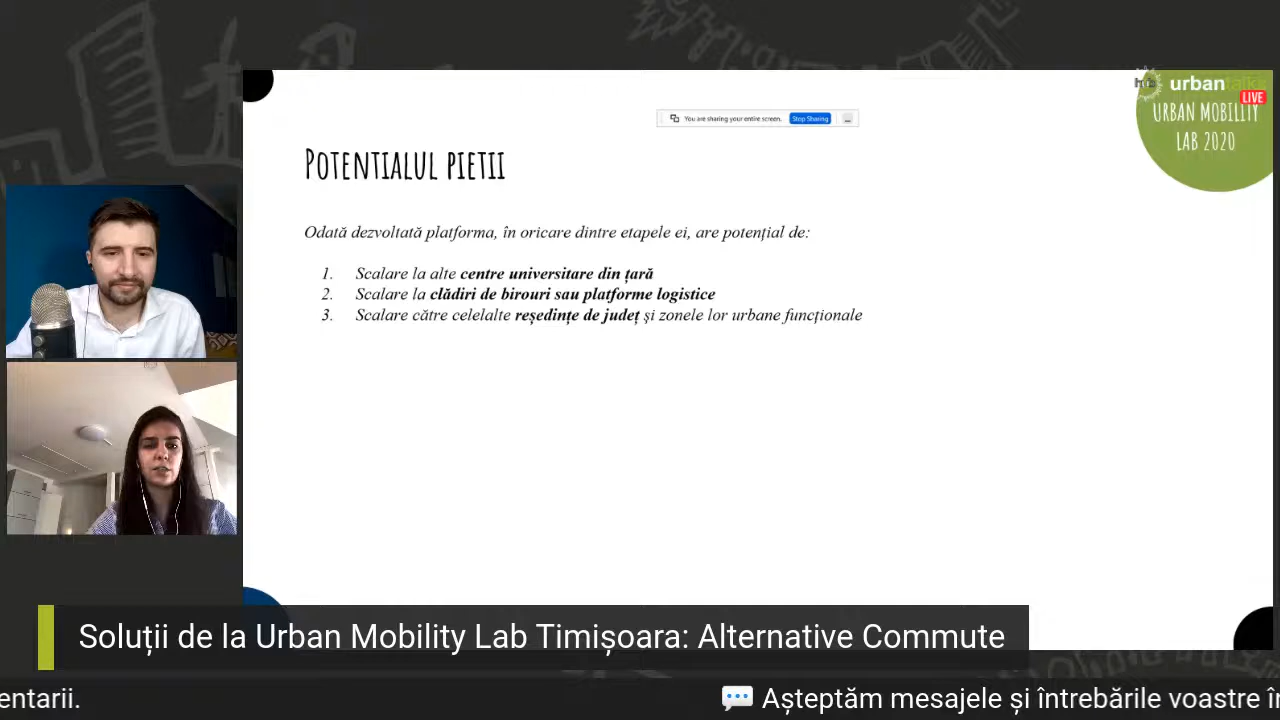 hub urbantalks
LIVE
URBAN MOBILITY
LAB 2020
You are sharing your entire screen. Stop Sharing
Potentialul pietii
Odată dezvoltată platforma, în oricare dintre etapele ei, are potențial de:
1. Scalare la alte centre universitare din țară
2. Scalare la clădiri de birouri sau platforme logistice
3. Scalare către celelalte reședințe de județ și zonele lor urbane funcționale
Soluții de la Urban Mobility Lab Timișoara: Alternative Commute
entarii. 💬 Așteptăm mesajele și întrebările voastre în